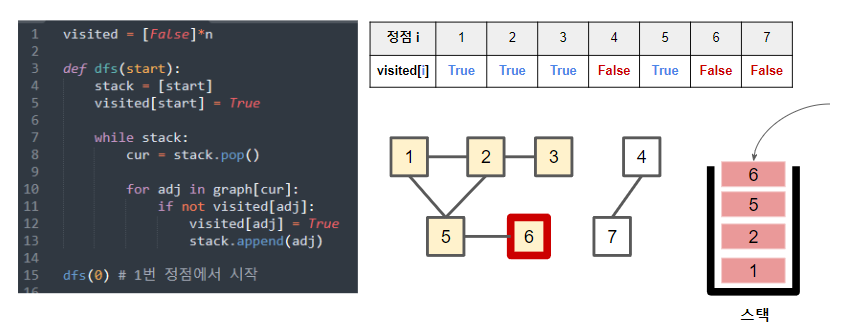 1 visited = [False]*n
2
3 def dfs(start):
4     stack = [start]
5     visited[start] = True
6
7     while stack:
8         cur = stack.pop()
9
10         for adj in graph[cur]:
11             if not visited[adj]:
12                 visited[adj] = True
13                 stack.append(adj)
14
15 dfs(0) # 1번 정점에서 시작
16
정점 i 1 2 3 4 5 6 7
visited[i] True True True False True False False
1 2 3 4
5 6 7
6
5
2
1
스택